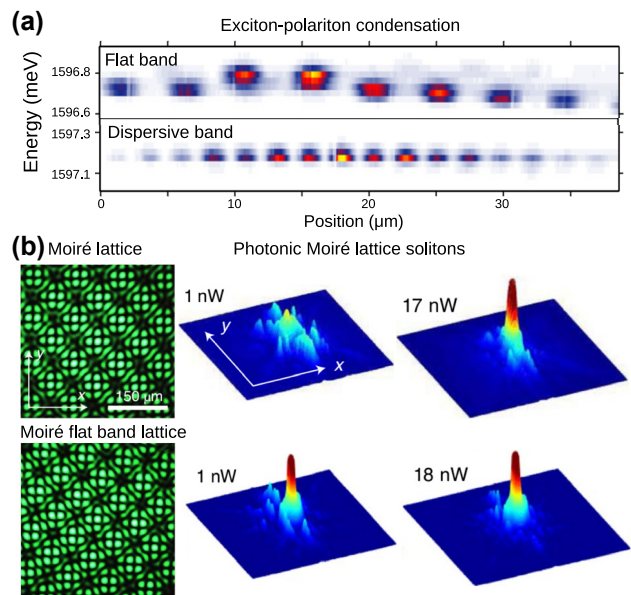 (a)
Exciton-polariton condensation
Energy (meV)
Flat band
1596.8
1596.6
Dispersive band
1597.3
1597.1
0 10 20 30
Position (μm)
(b)
Moiré lattice
Photonic Moiré lattice solitons
y
x
150 μm
1 nW
y
x
17 nW
Moiré flat band lattice
1 nW
18 nW